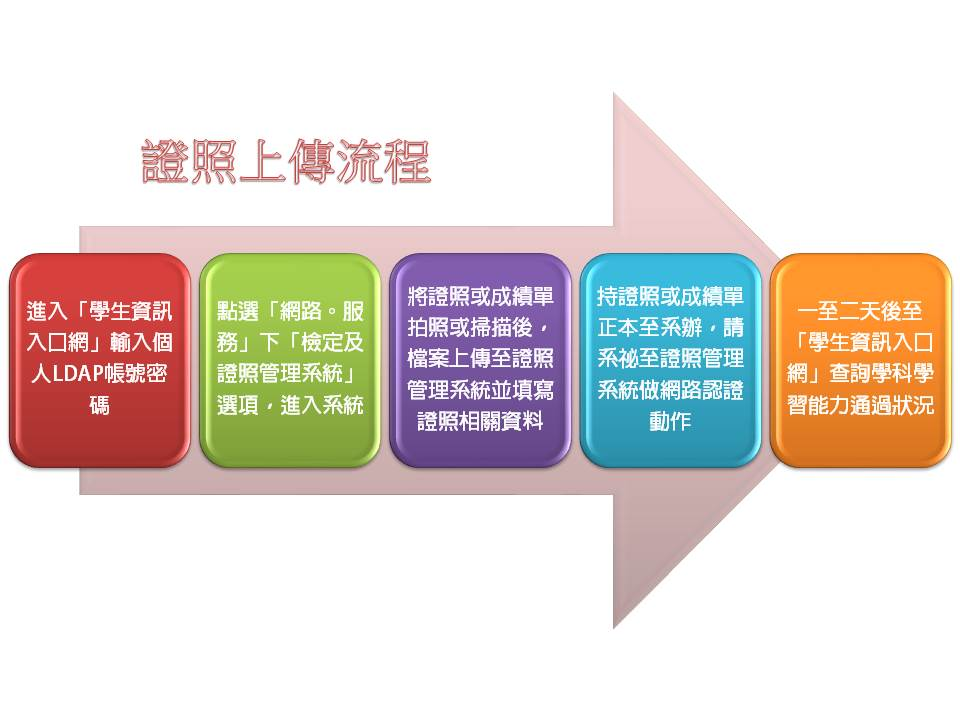 證照上傳流程
進入「學生資訊
入口網」輸入個
人LDAP帳號密
碼
點選「網路。服
務」下「檢定及
證照管理系統」
選項，進入系統
將證照或成績單
拍照或掃描後，
檔案上傳至證照
管理系統並填寫
證照相關資料
持證照或成績單
正本至系辦，請
系祕至證照管理
系統做網路認證
動作
一至二天後至
「學生資訊入口
網」查詢學科學
習能力通過狀況